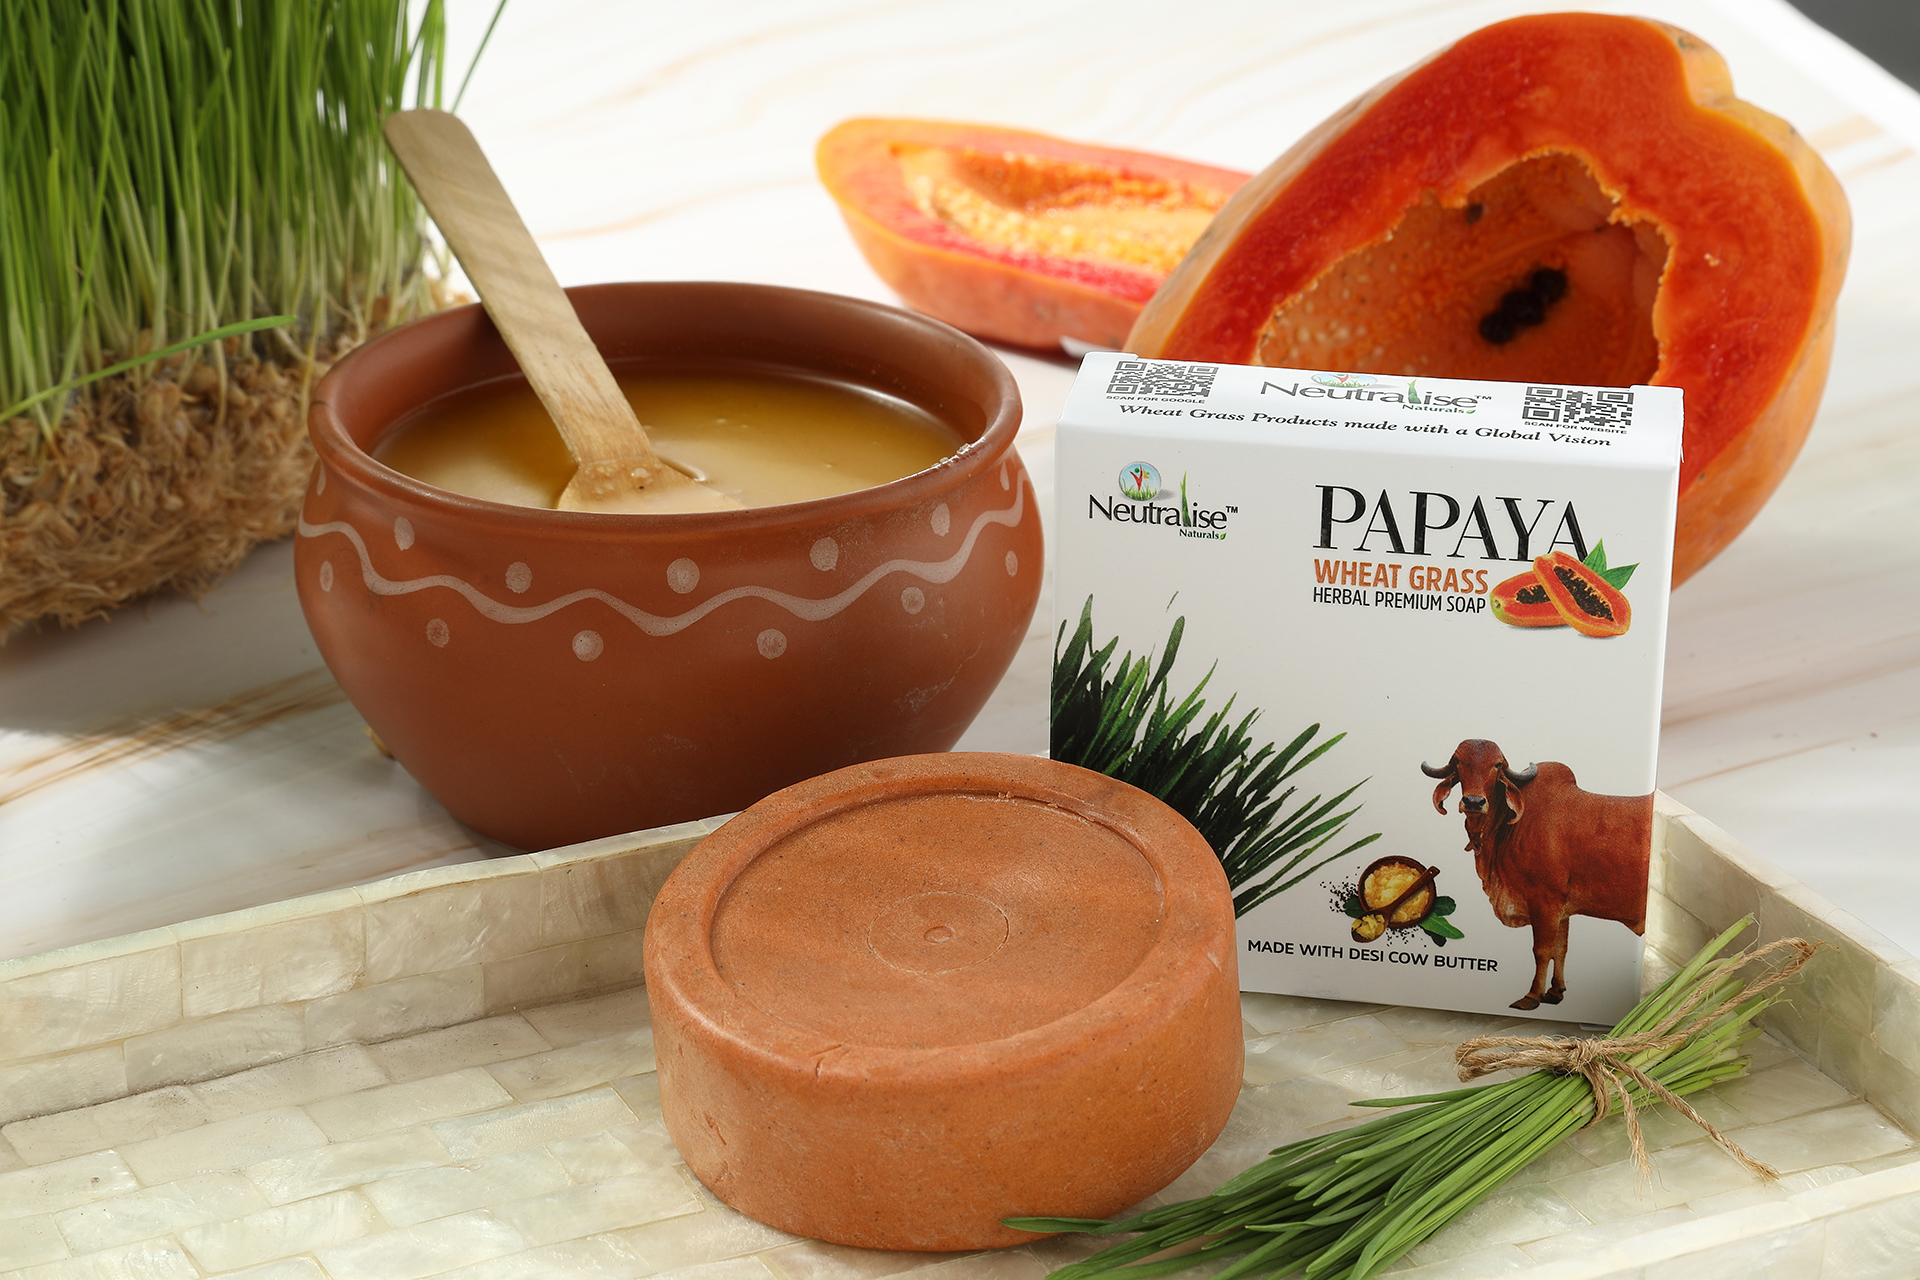 SCAN FOR GOOGLE
Neutralise™
Naturals
SCAN FOR WEBSITE
Wheat Grass Products made with a Global Vision
Neutralise™
Naturals
PAPAYA
WHEAT GRASS
HERBAL PREMIUM SOAP
MADE WITH DESI COW BUTTER